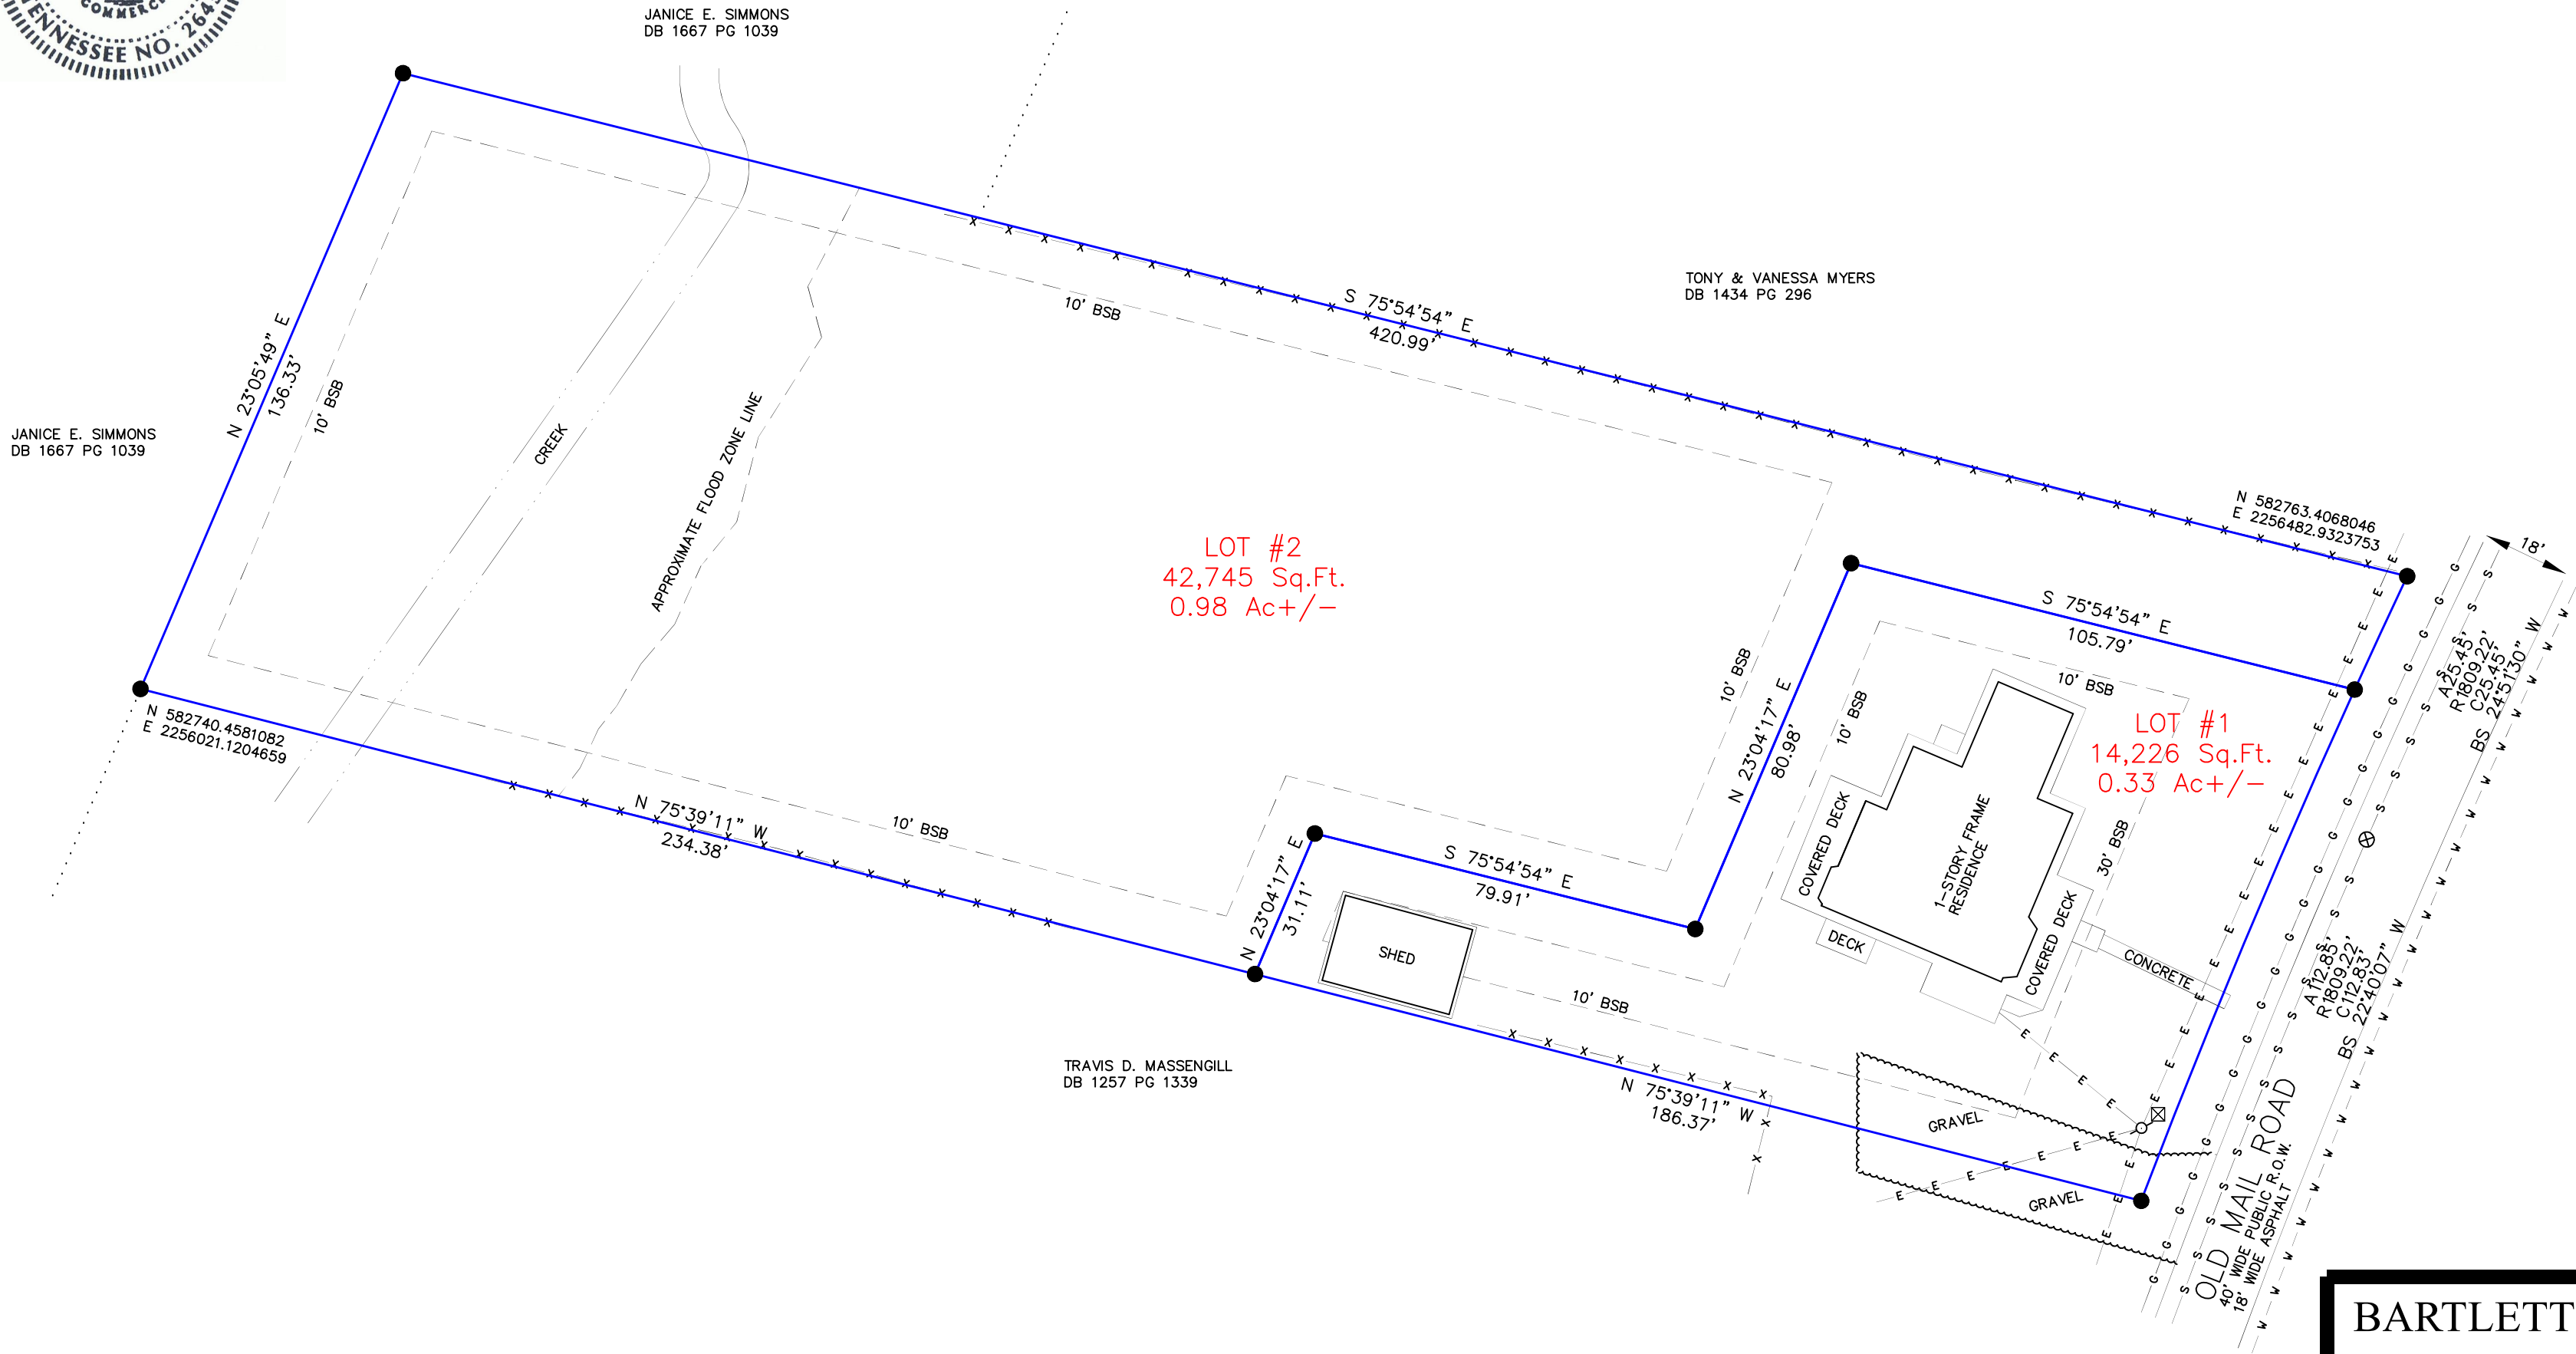 COMMERC
TENNESSEE NO. 264
JANICE E. SIMMONS
DB 1667 PG 1039
TONY & VANESSA MYERS
DB 1434 PG 296
S 75°54'54" E
420.99'
10' BSB
N 23°05'49" E
136.33'
10' BSB
JANICE E. SIMMONS
DB 1667 PG 1039
CREEK
APPROXIMATE FLOOD ZONE LINE
LOT #2
42,745 Sq.Ft.
0.98 Ac+/-
N 582763.4068046
E 2256482.9323753
18'
S 75°54'54" E
105.79'
10' BSB
10' BSB
N 23°04'17" E
80.98'
10' BSB
LOT #1
14,226 Sq.Ft.
0.33 Ac+/-
A25.45'
R1809.22'
C25.45'
BS 24°51'30" W
N 582740.4581082
E 2256021.1204659
N 75°39'11" W
234.38'
10' BSB
N 23°04'17" E
31.11'
S 75°54'54" E
79.91'
SHED
10' BSB
COVERED DECK
1-STORY FRAME
RESIDENCE
30' BSB
DECK
COVERED DECK
CONCRETE
A112.85'
R1809.22'
C112.83'
BS 22°40'07" W
TRAVIS D. MASSENGILL
DB 1257 PG 1339
N 75°39'11" W
186.37'
GRAVEL
GRAVEL
OLD MAIL ROAD
40' WIDE PUBLIC R.O.W.
18' WIDE ASPHALT
BARTLETT